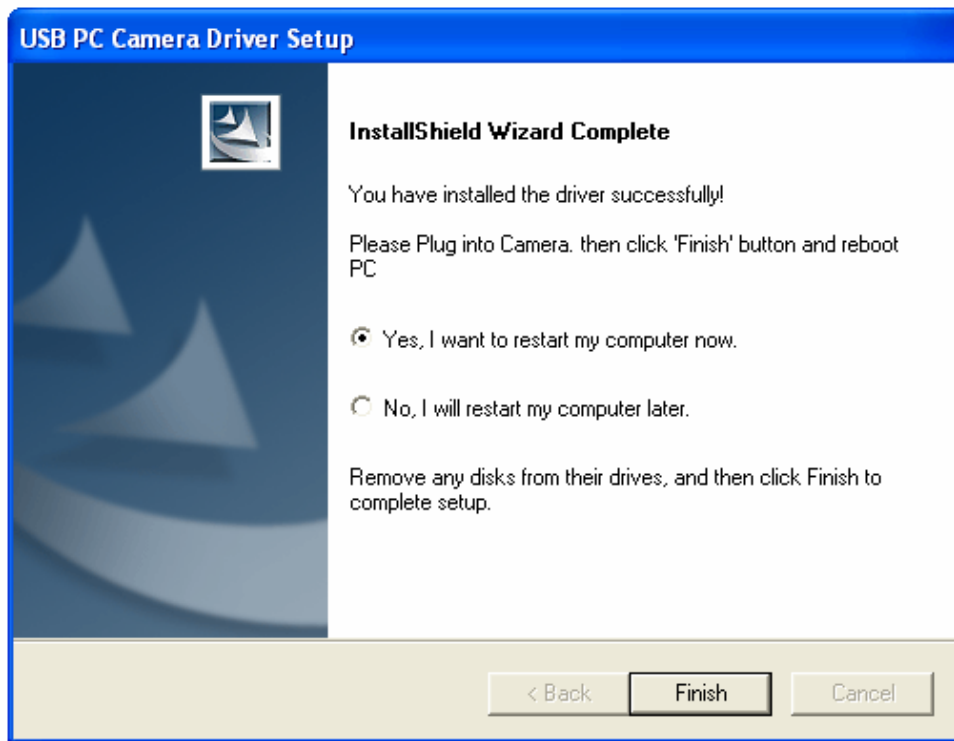 USB PC Camera Driver Setup
InstallShield Wizard Complete
You have installed the driver successfully!
Please Plug into Camera. then click 'Finish' button and reboot
PC
Yes, I want to restart my computer now.
No, I will restart my computer later.
Remove any disks from their drives, and then click Finish to
complete setup.
< Back Finish Cancel